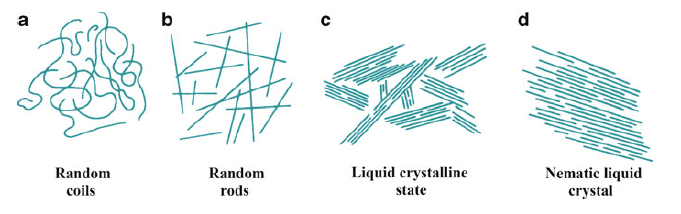 a b c d
Random
coils
Random
rods
Liquid crystalline
state
Nematic liquid
crystal